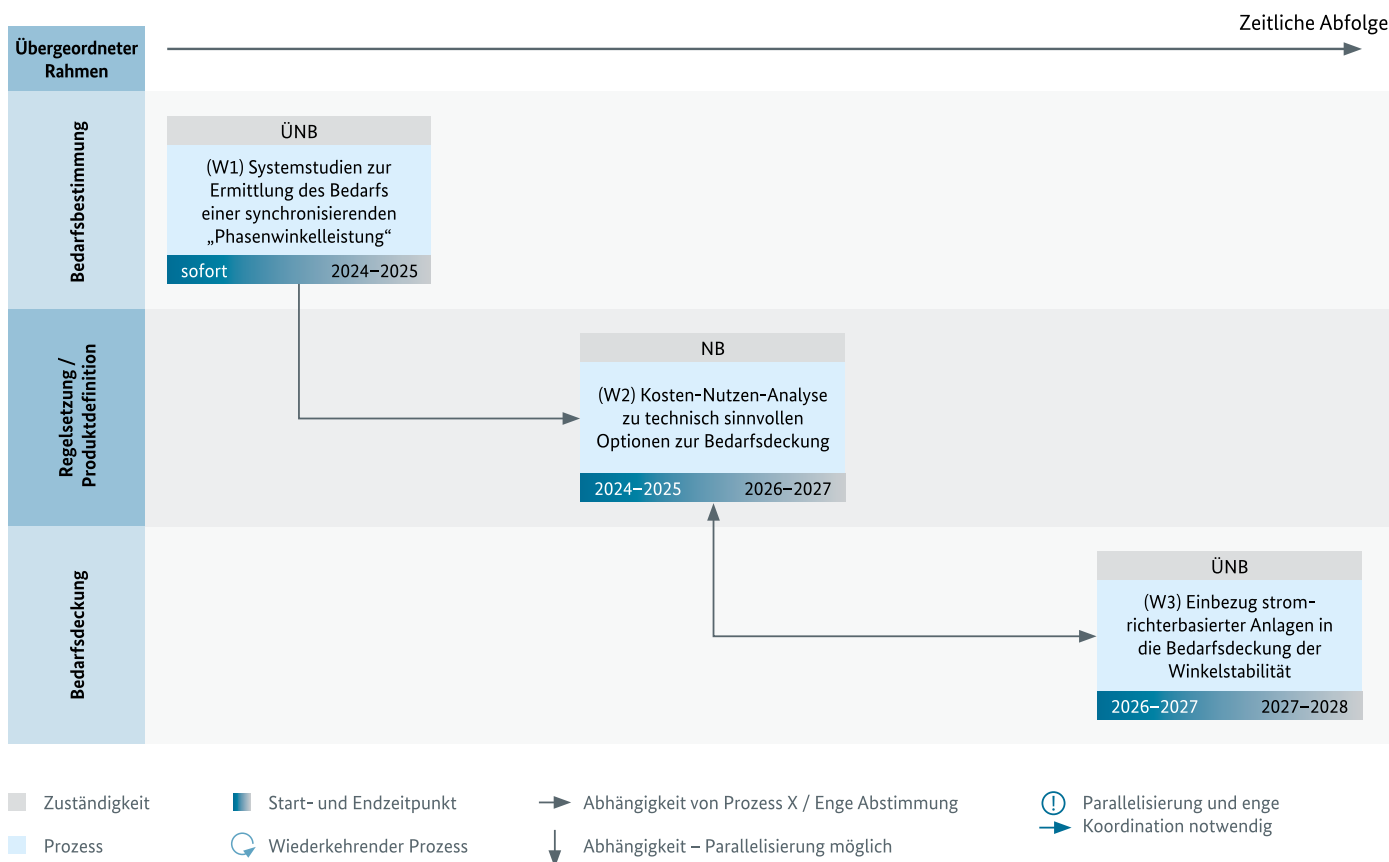 Zeitliche Abfolge
Übergeordneter
Rahmen
Bedarfsbestimmung
ÜNB
(W1) Systemstudien zur
Ermittlung des Bedarfs
einer synchronisierenden
„Phasenwinkelleistung“
sofort 2024–2025
Regelsetzung /
Produktdefinition
NB
(W2) Kosten-Nutzen-Analyse
zu technisch sinnvollen
Optionen zur Bedarfsdeckung
2024–2025 2026–2027
Bedarfsdeckung
ÜNB
(W3) Einbezug strom-
richterbasierter Anlagen in
die Bedarfsdeckung der
Winkelstabilität
2026–2027 2027–2028
Zuständigkeit
Prozess
Start- und Endzeitpunkt
Wiederkehrender Prozess
Abhängigkeit von Prozess X / Enge Abstimmung
Abhängigkeit – Parallelisierung möglich
Parallelisierung und enge
Koordination notwendig